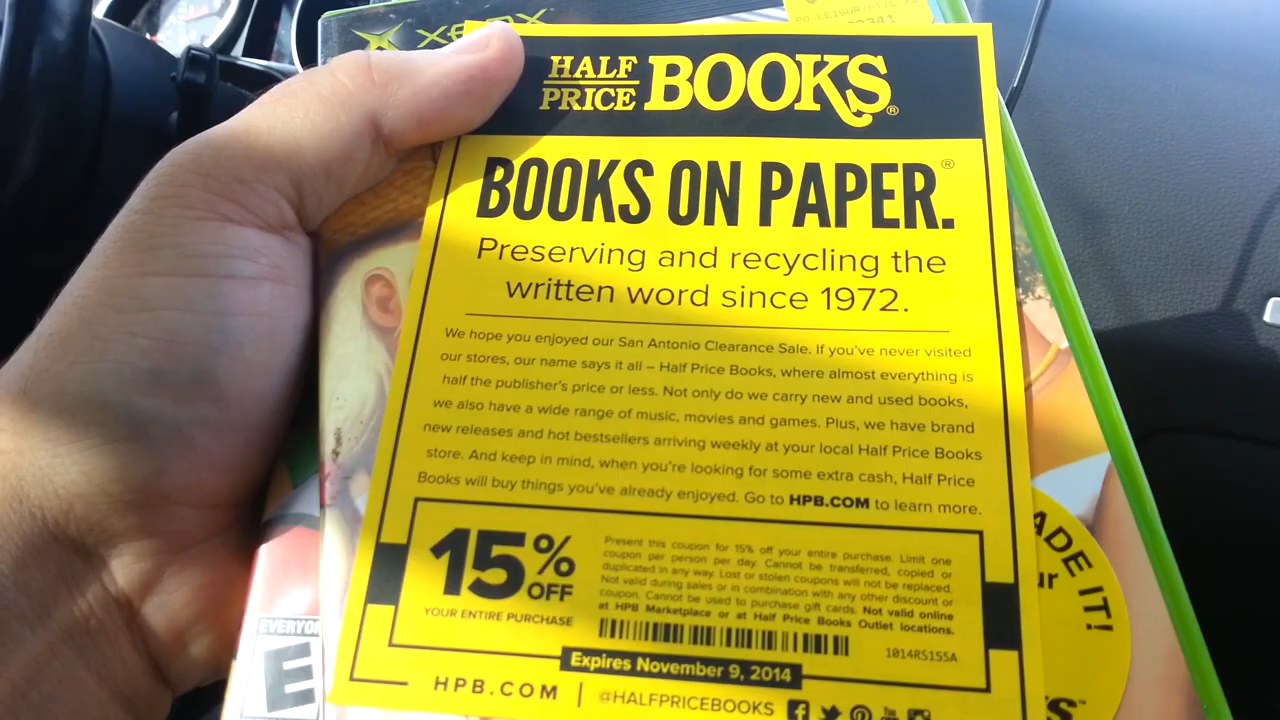 XBOX
HALF
PRICE BOOKS®
BOOKS ON PAPER.®
Preserving and recycling the
written word since 1972.
We hope you enjoyed our San Antonio Clearance Sale. If you've never visited
our stores, our name says it all – Half Price Books, where almost everything is
half the publisher's price or less. Not only do we carry new and used books,
we also have a wide range of music, movies and games. Plus, we have brand
new releases and hot bestsellers arriving weekly at your local Half Price Books
store. And keep in mind, when you're looking for some extra cash, Half Price
Books will buy things you've already enjoyed. Go to HPB.COM to learn more.
15% OFF
YOUR ENTIRE PURCHASE
Present this coupon for 15% off your entire purchase. Limit one
coupon per person per day. Cannot be transferred, copied or
duplicated in any way. Lost or stolen coupons will not be replaced.
Not valid during sales or in combination with any other discount or
coupon. Cannot be used to purchase gift cards. Not valid online
at HPB Marketplace or at Half Price Books Outlet locations.
1014RS15SA
Expires November 9, 2014
HPB.COM | @HALFPRICEBOOKS
ADE IT!
EVERYON
E